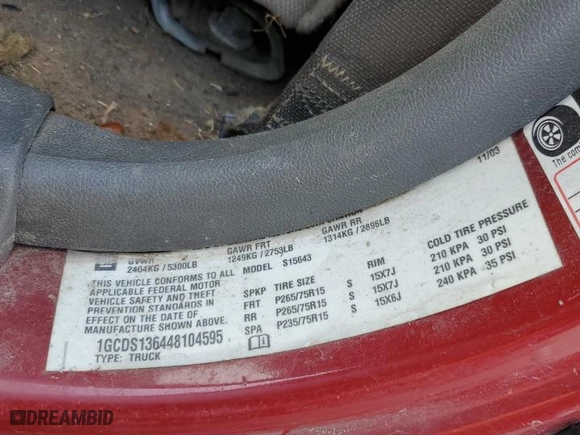 11/03
The com
GVWR
2404KG / 5300LB
GAWR FRT
1249KG / 2753LB
GAWR RR
1314KG / 2896LB
THIS VEHICLE CONFORMS TO ALL
APPLICABLE FEDERAL MOTOR
VEHICLE SAFETY AND THEFT
PREVENTION STANDARDS IN
EFFECT ON THE DATE OF
MANUFACTURE SHOWN ABOVE.
1GCDS136448104595
TYPE: TRUCK
MODEL S15643
SPKP TIRE SIZE RIM COLD TIRE PRESSURE
FRT P265/75R15 S 15X7J 210 KPA 30 PSI
RR P265/75R15 S 15X7J 210 KPA 30 PSI
SPA P235/75R15 S 15X6J 240 KPA 35 PSI
DREAMBID